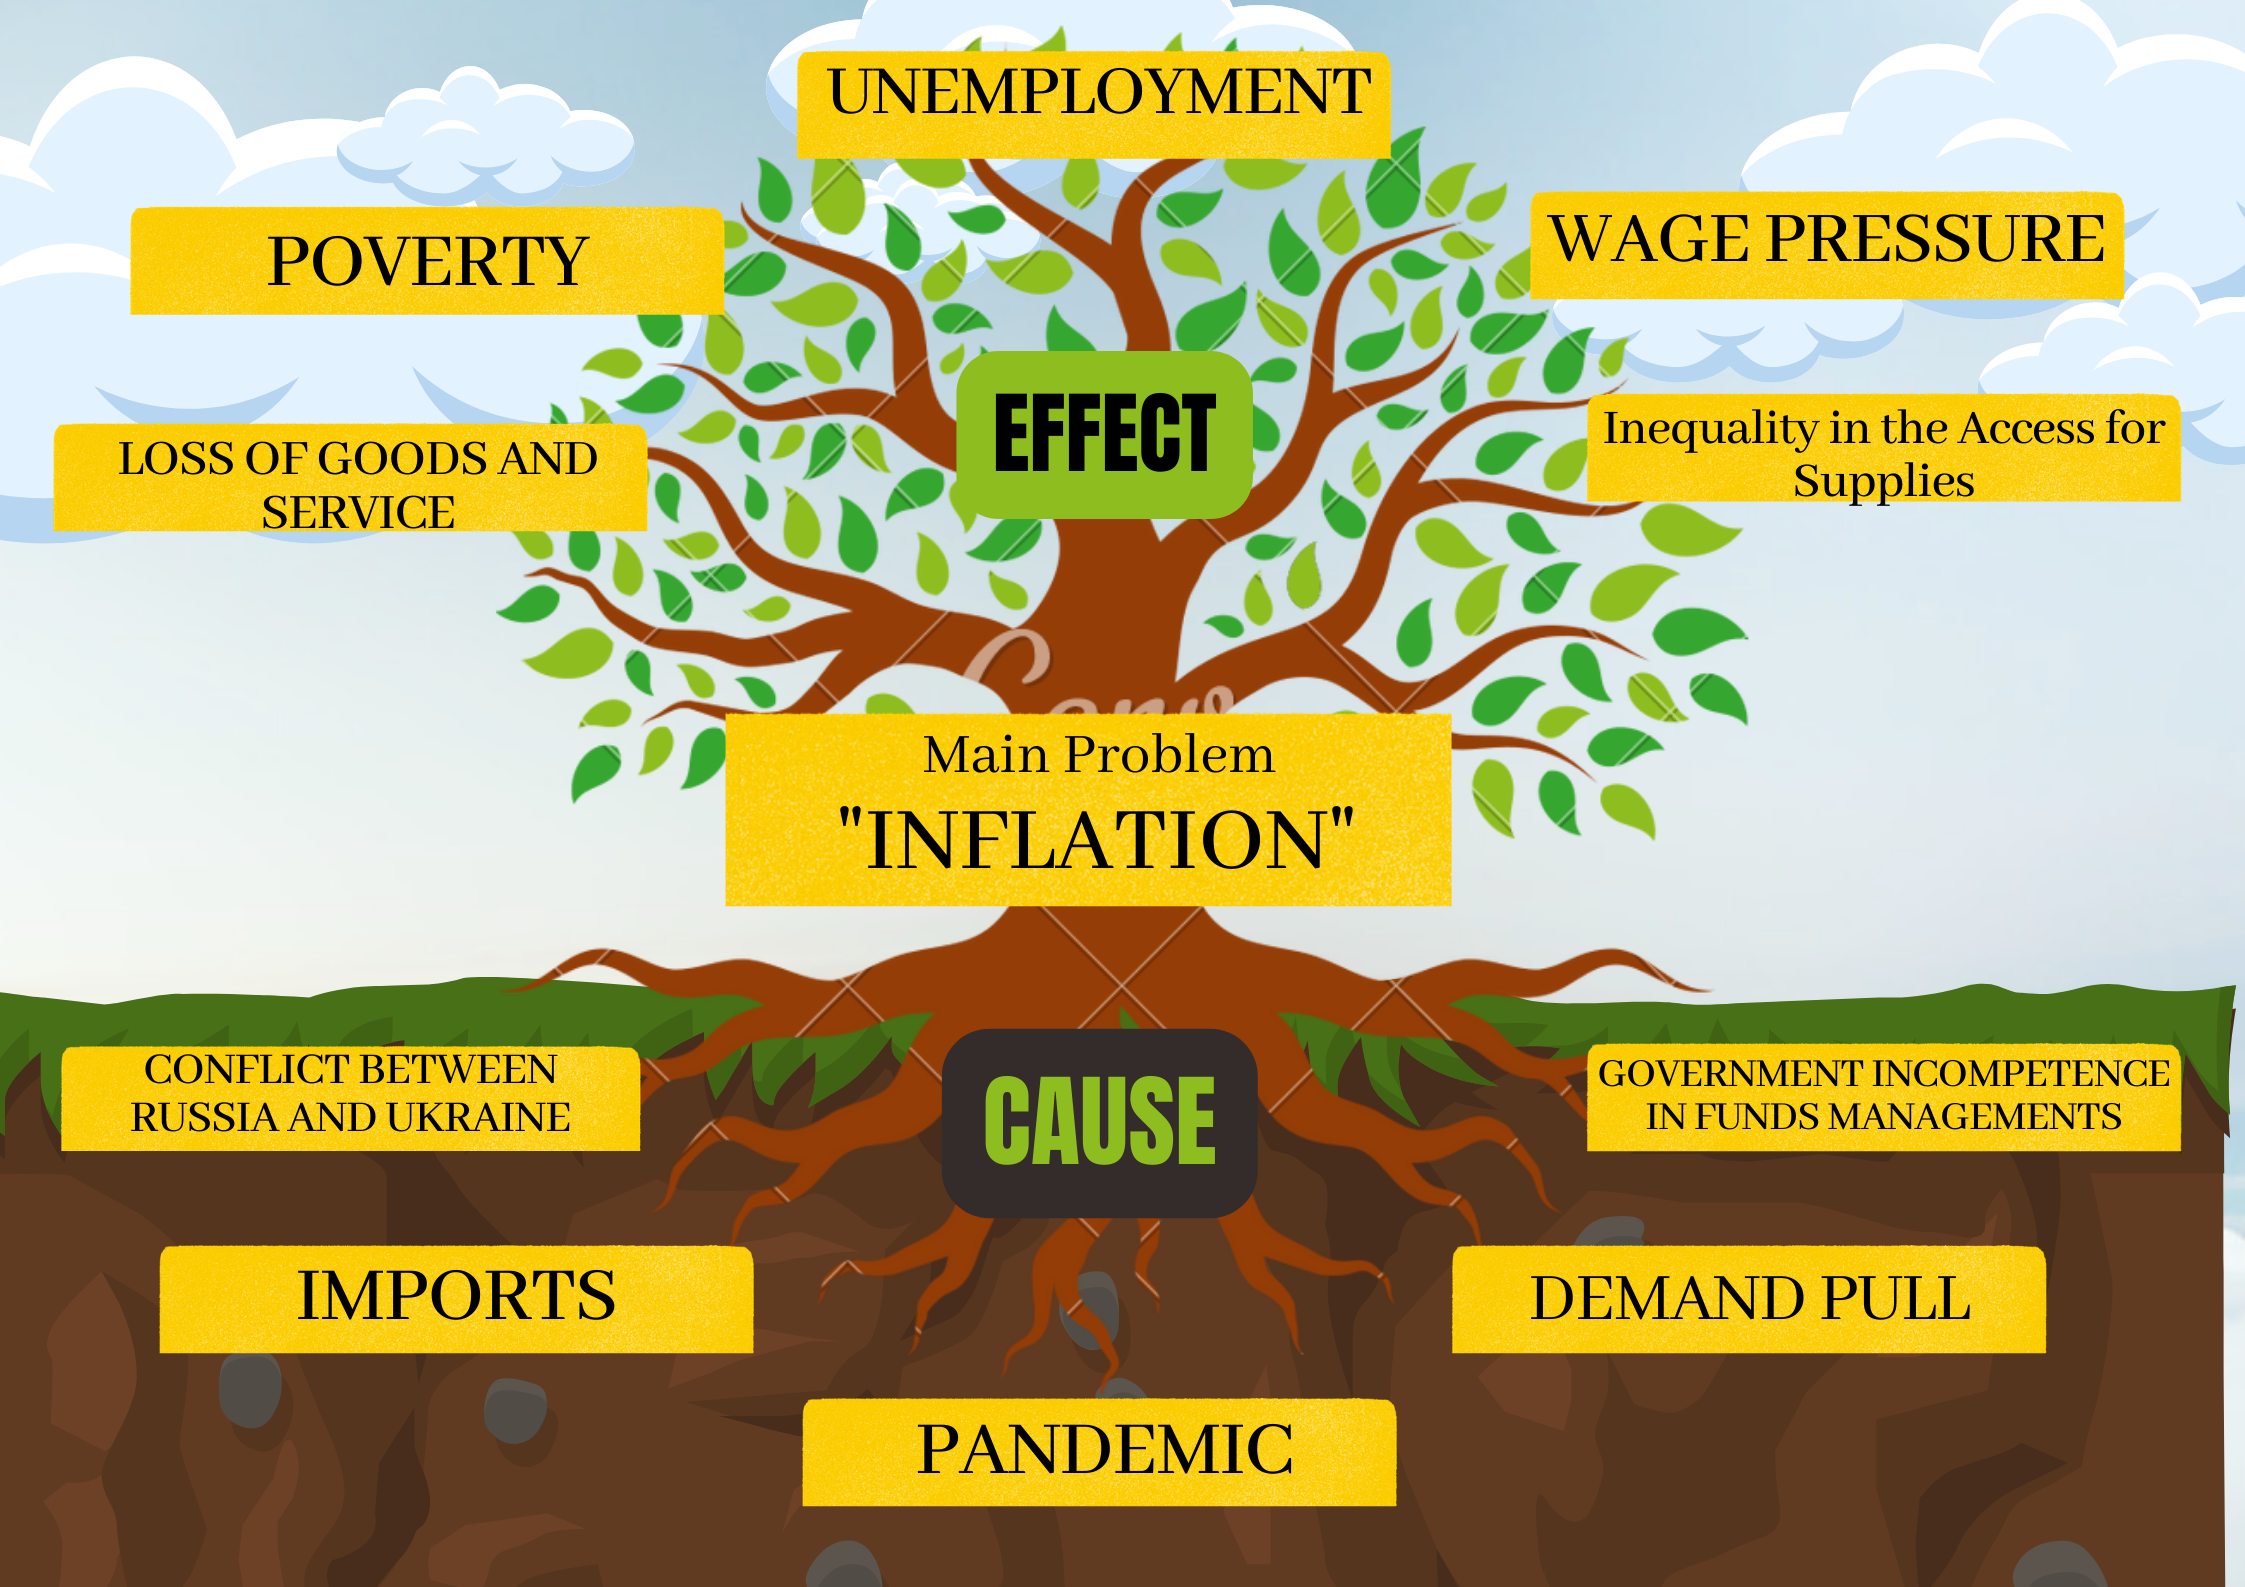 UNEMPLOYMENT
POVERTY
WAGE PRESSURE
EFFECT
LOSS OF GOODS AND
SERVICE
Inequality in the Access for
Supplies
Main Problem
"INFLATION"
CAUSE
CONFLICT BETWEEN
RUSSIA AND UKRAINE
GOVERNMENT INCOMPETENCE
IN FUNDS MANAGEMENTS
IMPORTS
DEMAND PULL
PANDEMIC